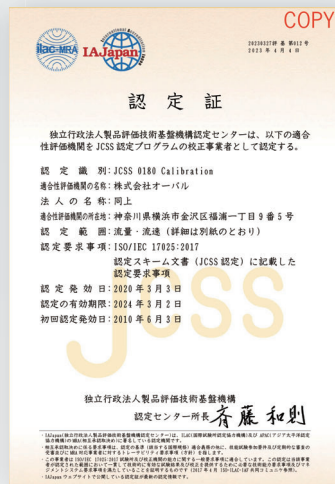 COPY
ilac-MRA
IAJapan
20230327評基第012号
2023年4月4日
認定証
独立行政法人製品評価技術基盤機構認定センターは、以下の適合
性評価機関をJCSS認定プログラムの校正事業者として認定する。
認定識別:JCSS 0180 Calibration
適合性評価機関の名称:株式会社オーバル
法人の名称:同上
適合性評価機関の所在地:神奈川県横浜市金沢区福浦一丁目9番5号
認定範囲:流量・流速（詳細は別紙のとおり）
認定要求事項:ISO/IEC 17025:2017
認定スキーム文書（JCSS認定）に記載した
認定要求事項
認定発効日:2020年3月3日
認定の有効期限:2024年3月2日
初回認定発効日:2010年6月3日
JCSS
独立行政法人製品評価技術基盤機構
認定センター所長 斉藤和則